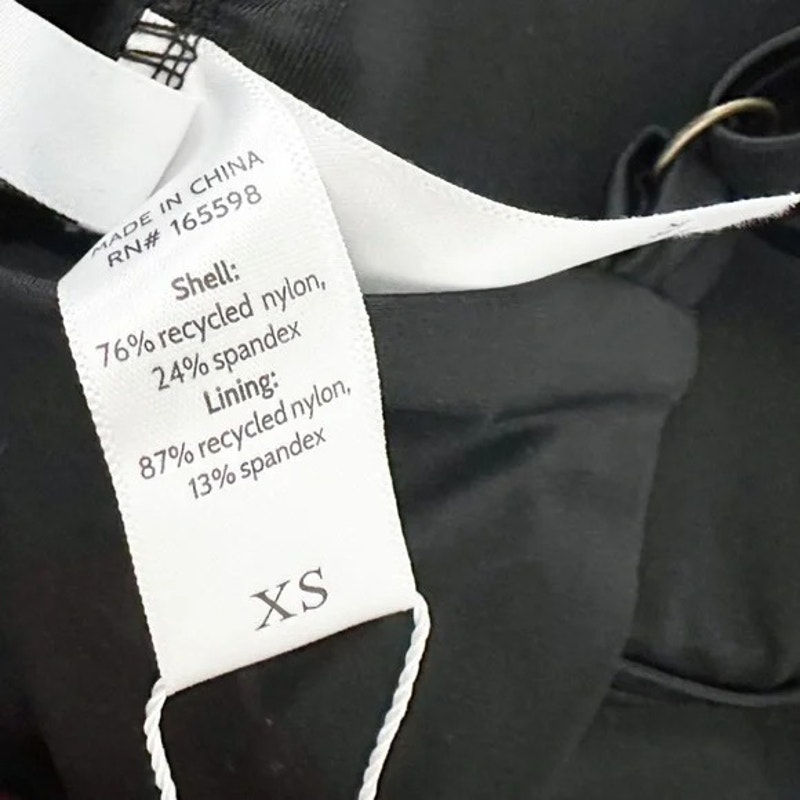 MADE IN CHINA
RN# 165598
Shell:
76% recycled nylon,
24% spandex
Lining:
87% recycled nylon,
13% spandex
XS